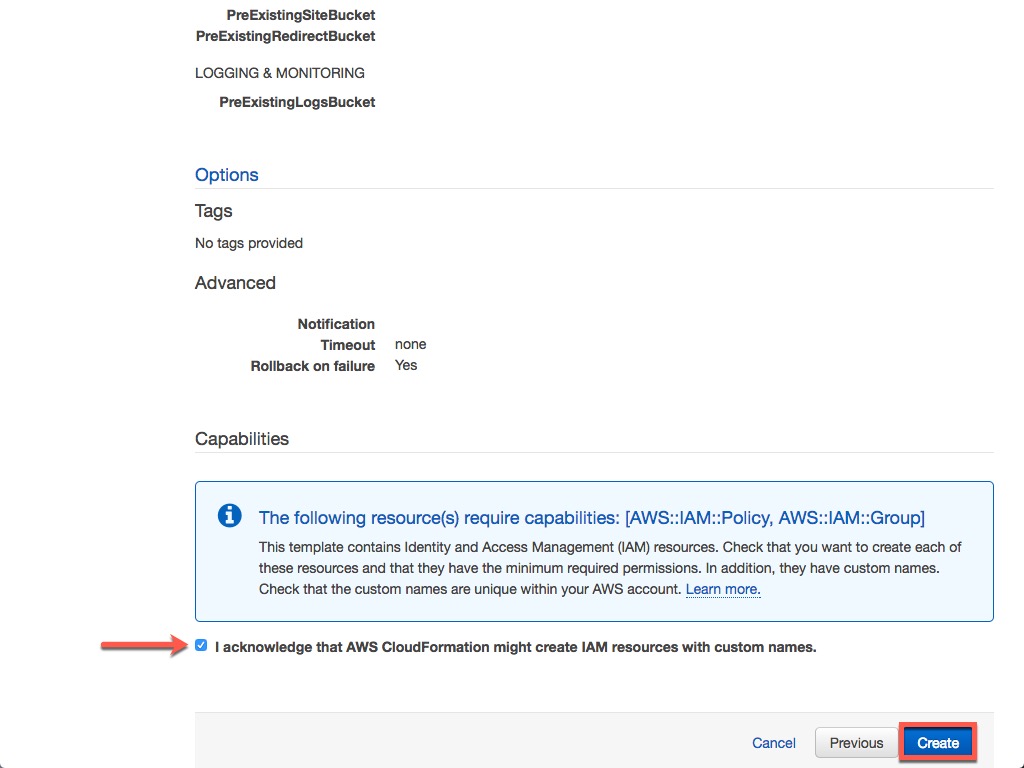 PreExistingSiteBucket
PreExistingRedirectBucket
LOGGING & MONITORING
PreExistingLogsBucket
Options
Tags
No tags provided
Advanced
Notification
Timeout none
Rollback on failure Yes
Capabilities
The following resource(s) require capabilities: [AWS::IAM::Policy, AWS::IAM::Group]
This template contains Identity and Access Management (IAM) resources. Check that you want to create each of
these resources and that they have the minimum required permissions. In addition, they have custom names.
Check that the custom names are unique within your AWS account. Learn more.
I acknowledge that AWS CloudFormation might create IAM resources with custom names.
Cancel Previous Create